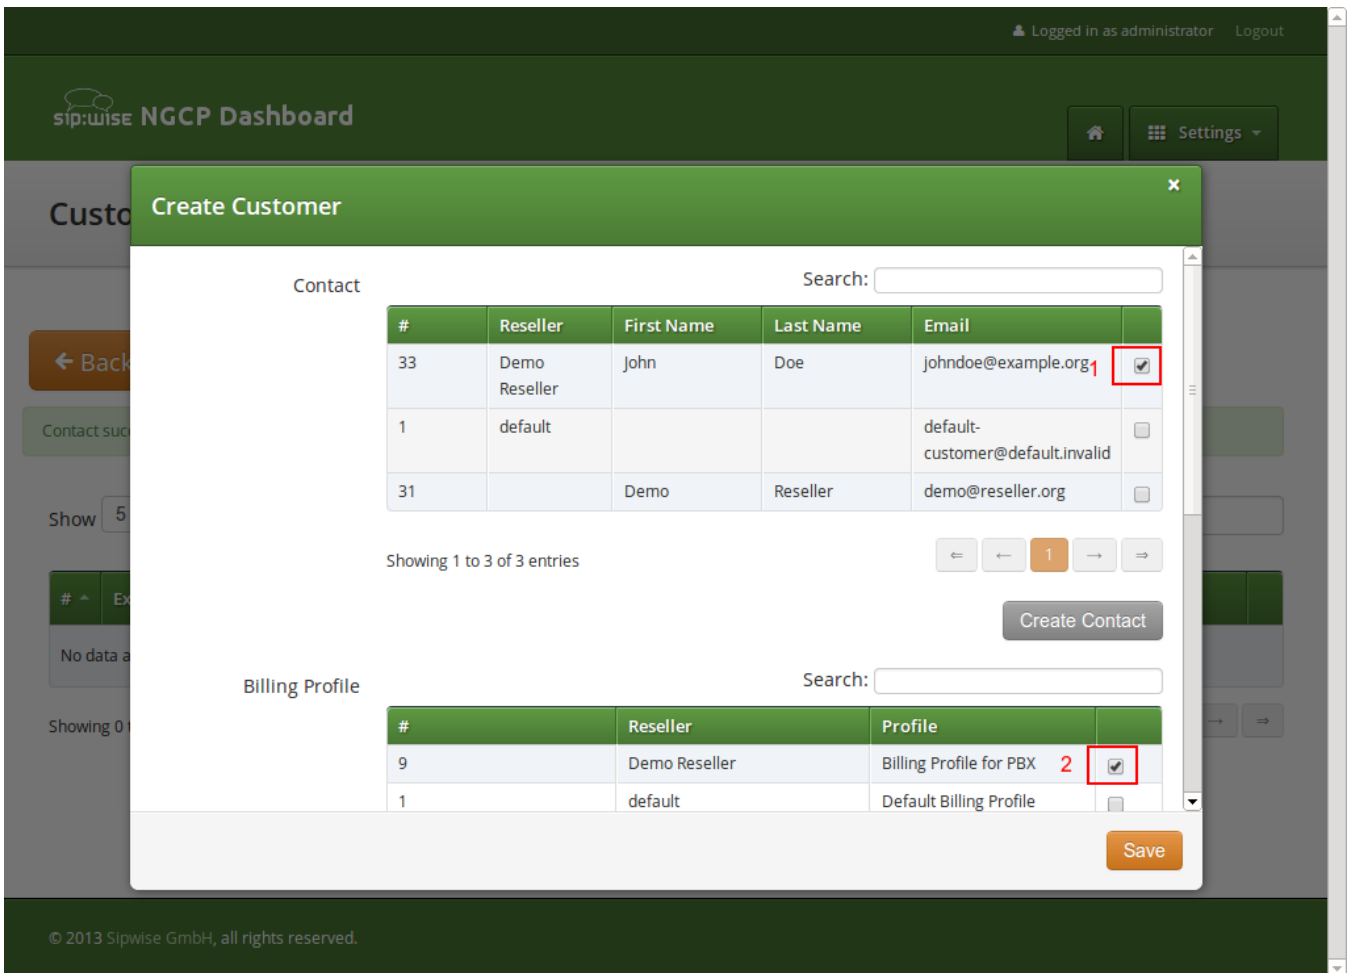 Logged in as administrator Logout
sip:wise NGCP Dashboard
Settings
Custo
Create Customer
×
Back
Contact suc
Show 5
# Ex
No data a
Showing 0 t
Contact
Search:
# Reseller First Name Last Name Email
33 Demo Reseller John Doe johndoe@example.org 1
1 default default-customer@default.invalid
31 Demo Reseller demo@reseller.org
Showing 1 to 3 of 3 entries
⇐ ← 1 → ⇒
Create Contact
Billing Profile
Search:
# Reseller Profile
9 Demo Reseller Billing Profile for PBX 2
1 default Default Billing Profile
→ ⇒
Save
© 2013 Sipwise GmbH, all rights reserved.